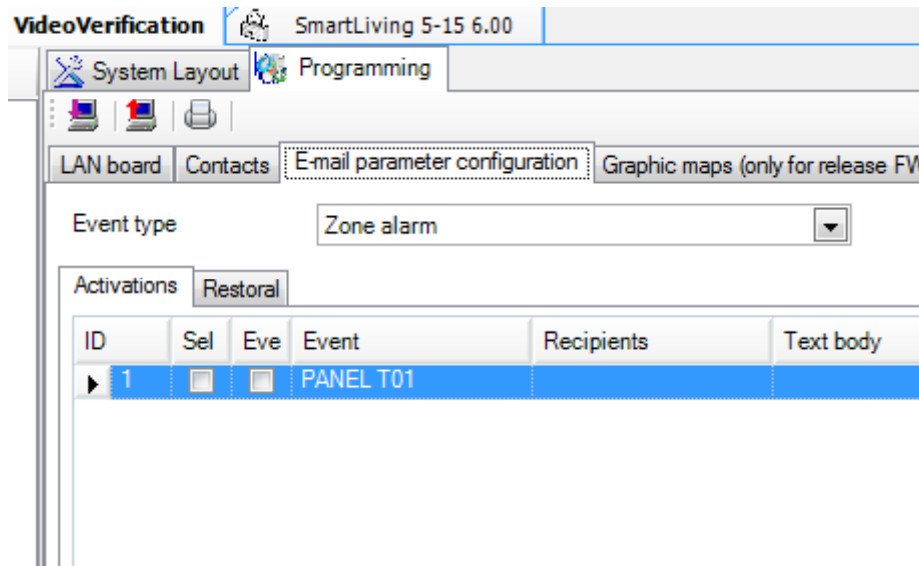 VideoVerification SmartLiving 5-15 6.00
System Layout Programming
LAN board Contacts E-mail parameter configuration Graphic maps (only for release FW
Event type Zone alarm
Activations Restoral
ID Sel Eve Event Recipients Text body
1 PANEL T01